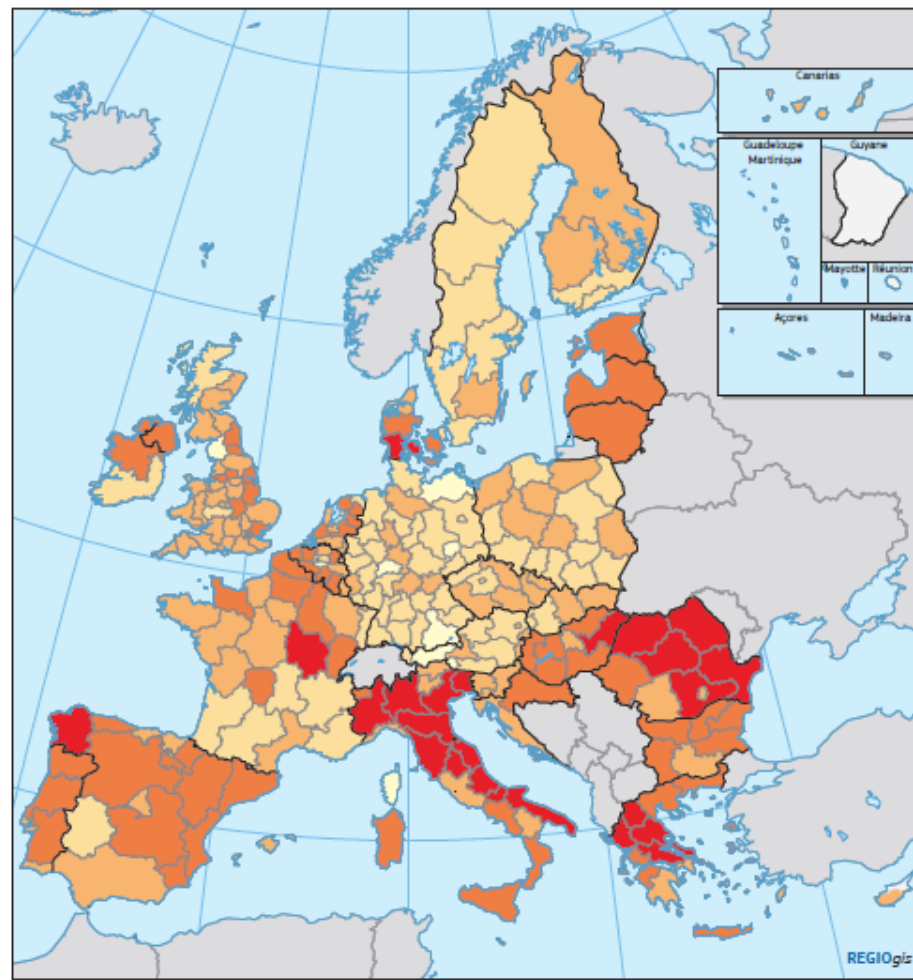 Canarias
Guadeloupe
Martinique
Guyane
Mayotte
Réunion
Açores
Madeira
REGIOgis